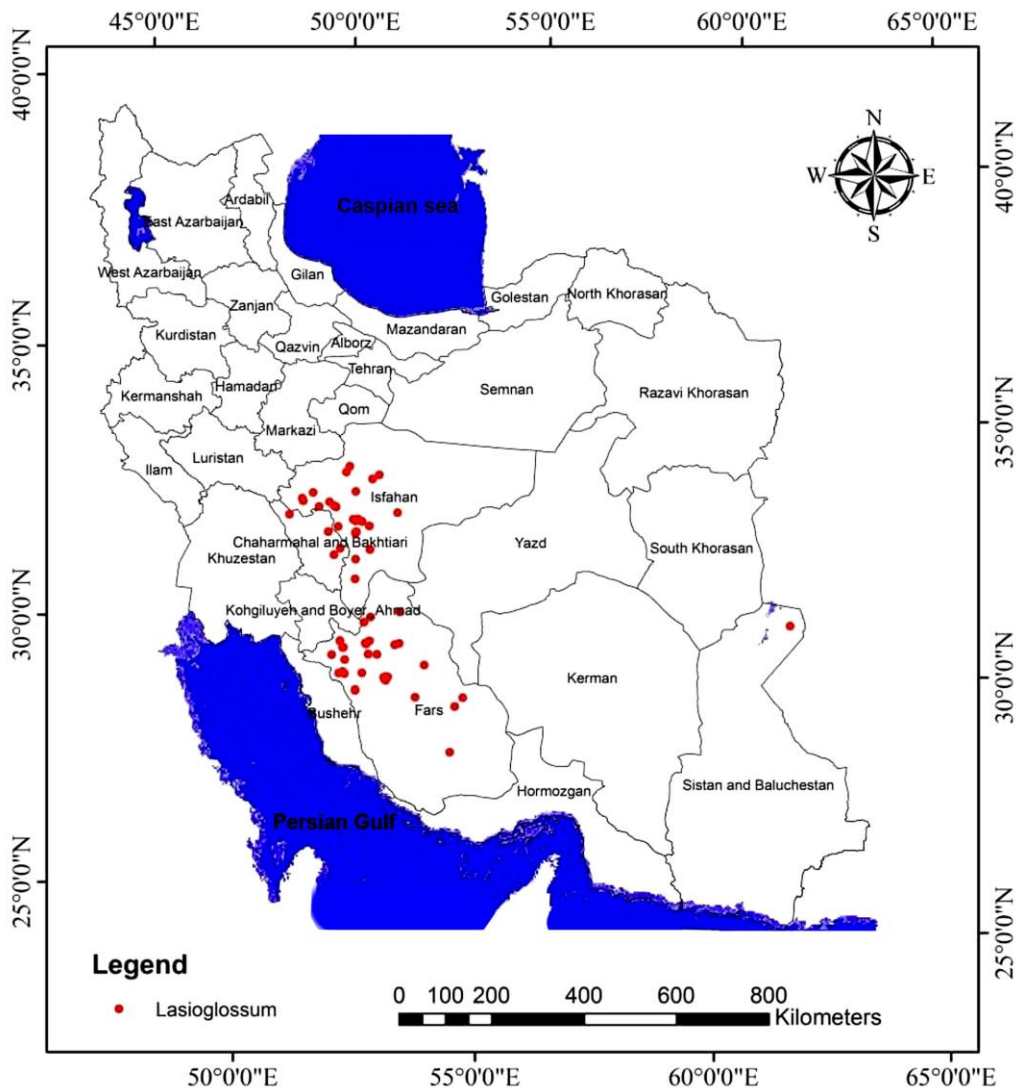 45°0'0"E 50°0'0"E 55°0'0"E 60°0'0"E 65°0'0"E
40°0'0"N
35°0'0"N
30°0'0"N
25°0'0"N
40°0'0"N
35°0'0"N
30°0'0"N
25°0'0"N
N
W E
S
Caspian sea
Ardabil
East Azarbaijan
West Azarbaijan
Gilan
Golestan
North Khorasan
Zanjan
Mazandaran
Kurdistan
Qazvin
Alborz
Tehran
Hamadan
Kermanshah
Semnan
Razavi Khorasan
Qom
Markazi
Luristan
Ilam
Isfahan
Chaharmahal and Bakhtiari
Yazd
South Khorasan
Khuzestan
Kohgiluyeh and Boyer_Ahmad
Kerman
Bushehr
Fars
Sistan and Baluchestan
Hormozgan
Persian Gulf
Legend
Lasioglossum
0 100 200 400 600 800
Kilometers
50°0'0"E 55°0'0"E 60°0'0"E 65°0'0"E